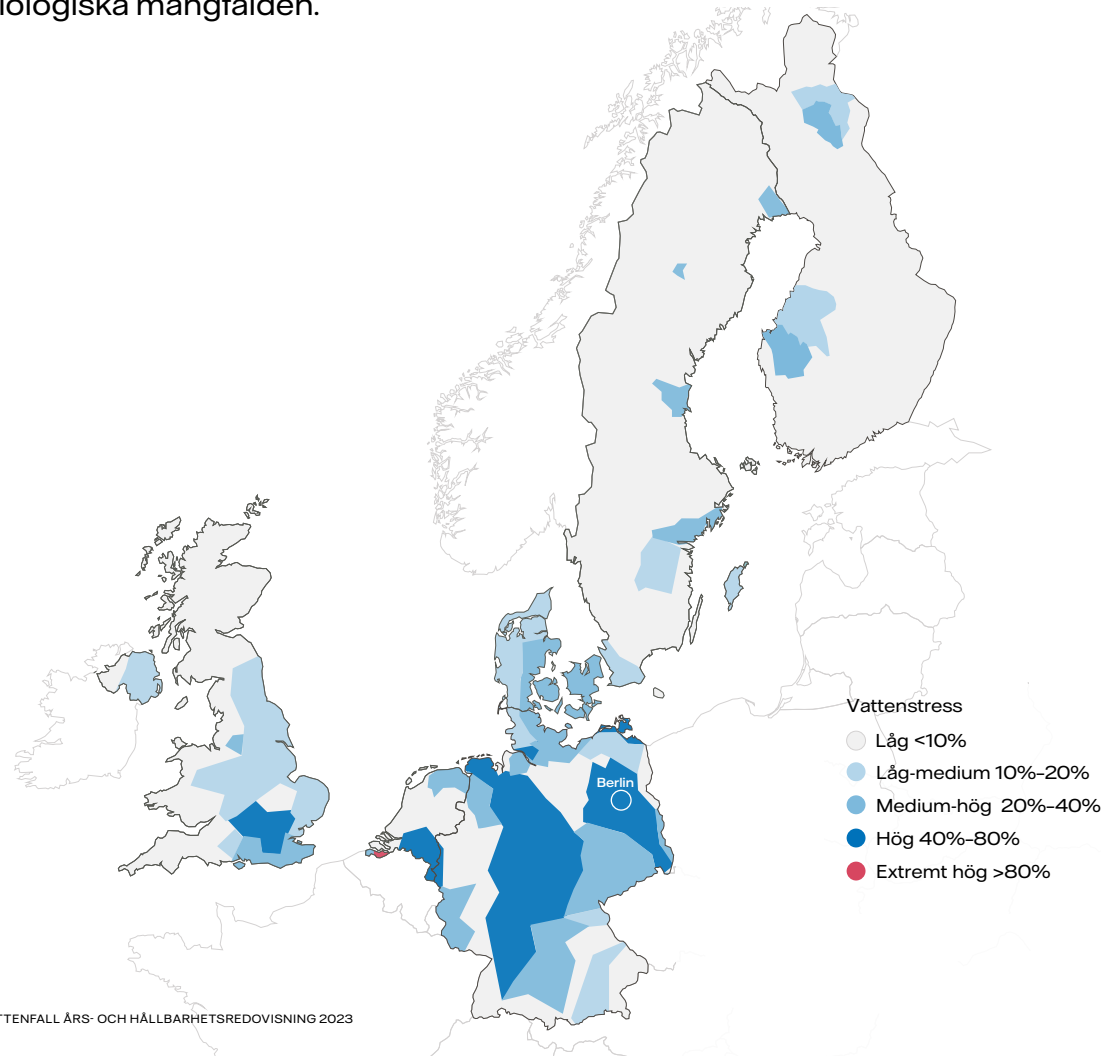 mångfalden.
Berlin
Vattenstress
Låg <10%
Låg-medium 10%–20%
Medium-hög 20%–40%
Hög 40%–80%
Extremt hög >80%
ÅRS- OCH HÅLLBARHETSREDOVISNING 2023